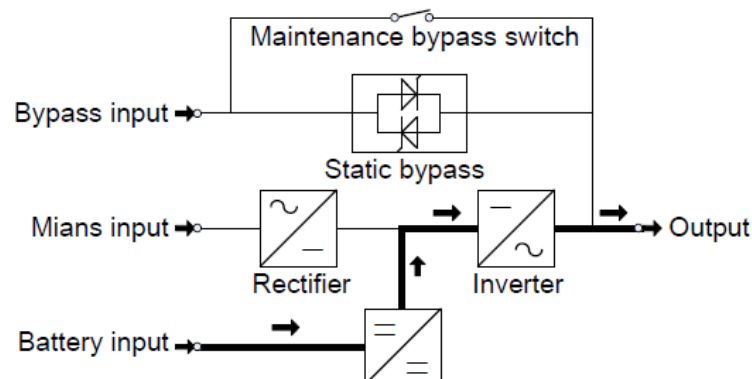 Maintenance bypass switch
Bypass input
Static bypass
Mians input
Output
Rectifier
Inverter
Battery input